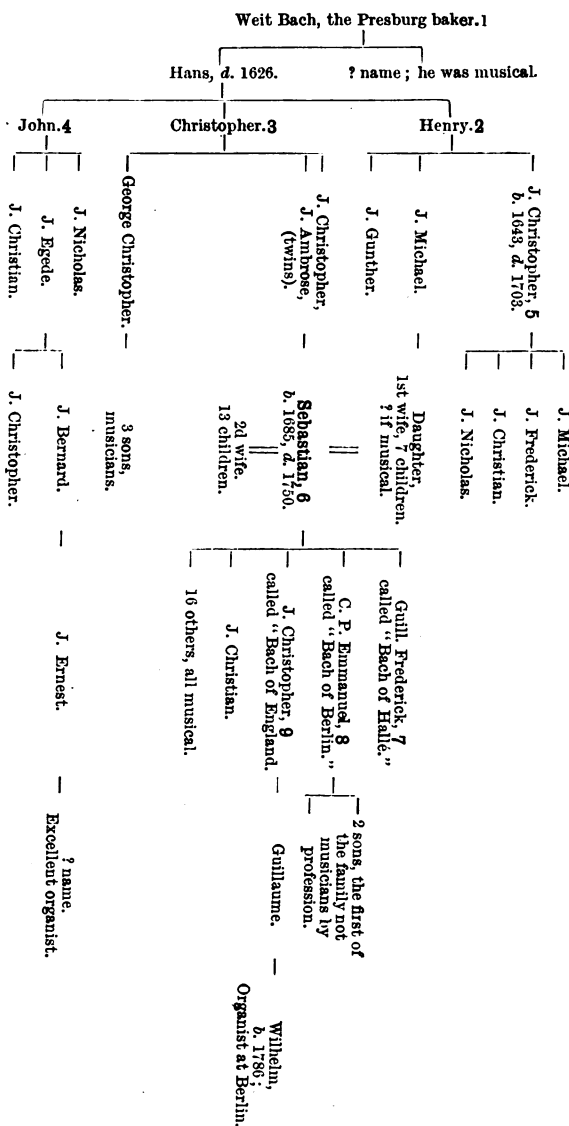 Weit Bach, the Presburg baker.1
Hans, d. 1626.
? name ; he was musical.
John.4
Christopher.3
Henry.2
J. Christian.
J. Egede.
J. Nicholas.
George Christopher.
J. Christopher,
J. Ambrose,
(twins).
J. Gunther.
J. Michael.
J. Christopher, 5
b. 1643, d. 1703.
J. Christopher.
J. Bernard.
3 sons,
musicians.
2d wife.
13 children.
Sebastian, 6
b. 1685, d. 1750.
Daughter,
1st wife, 7 children.
? if musical.
J. Nicholas.
J. Christian.
J. Frederick.
J. Michael.
J. Ernest.
16 others, all musical.
J. Christian.
J. Christopher, 9
called "Bach of England.
C. P. Emmanuel, 8
called "Bach of Berlin."
Guill. Frederick, 7
called "Bach of Hallé."
? name.
Excellent organist.
Guillaume.
2 sons, the first of
the family not
musicians by
profession.
Wilhelm,
b. 1786 ;
Organist at Berlin.